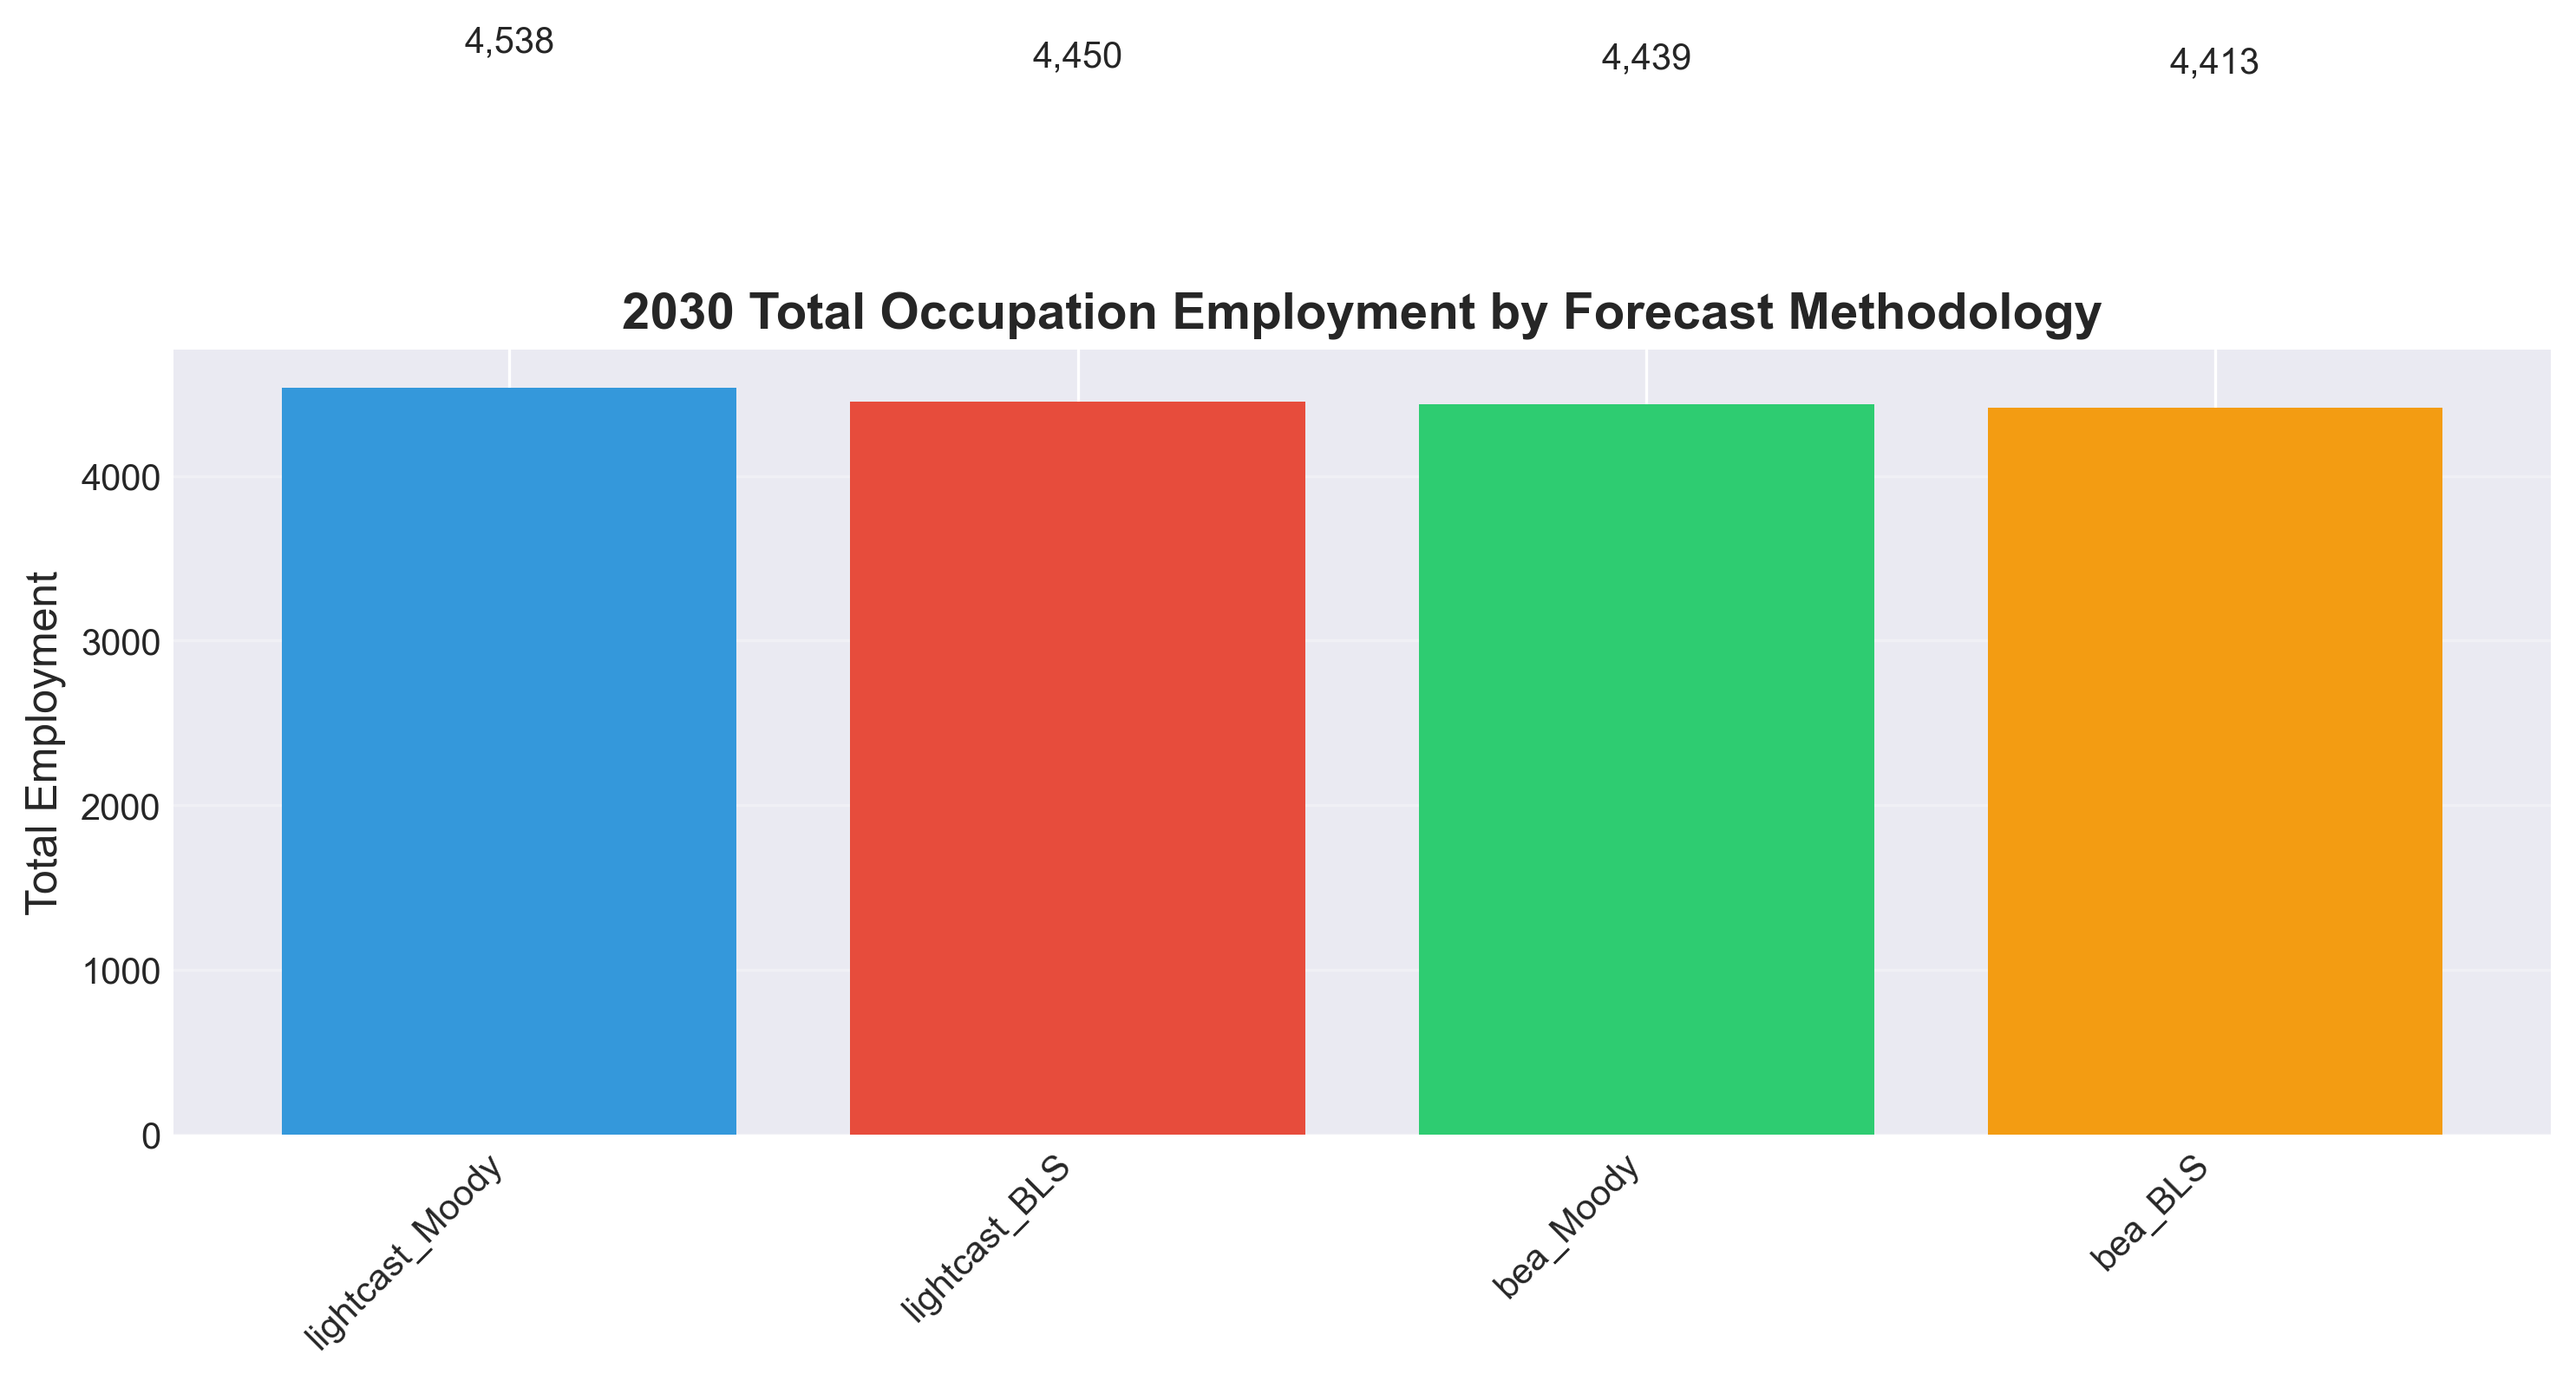 4,538
4,450
4,439
4,413
2030 Total Occupation Employment by Forecast Methodology
Total Employment
4000
3000
2000
1000
0
lightcast_Moody
lightcast_BLS
bea_Moody
bea_BLS